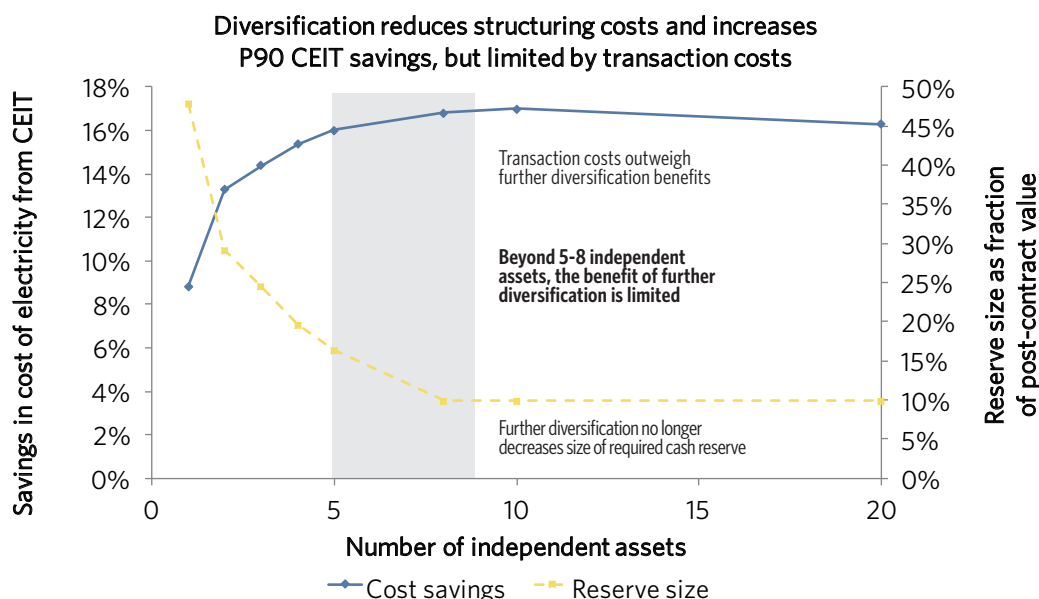 Diversification reduces structuring costs and increases
P90 CEIT savings, but limited by transaction costs
Savings in cost of electricity from CEIT
18%
16%
14%
12%
10%
8%
6%
4%
2%
0%
50%
45%
40%
35%
30%
25%
20%
15%
10%
5%
0%
Reserve size as fraction
of post-contract value
Transaction costs outweigh
further diversification benefits
Beyond 5-8 independent
assets, the benefit of further
diversification is limited
Further diversification no longer
decreases size of required cash reserve
0
5
10
15
20
Number of independent assets
Cost savings
Reserve size